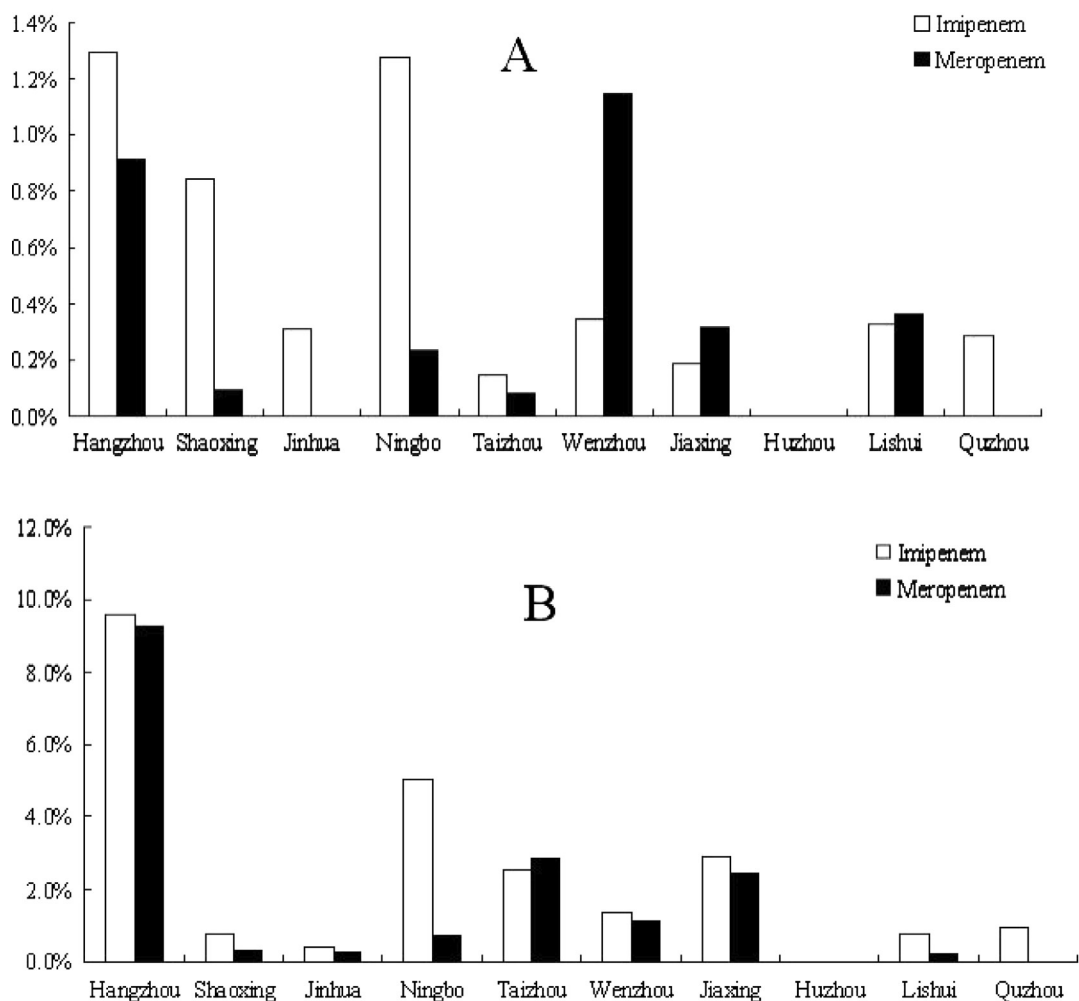 1.4%
Imipenem
A
Meropenem
1.2%
1.0%
0.8%
0.6%
0.4%
0.2%
0.0%
Hangzhou Shaoxing Jinhua Ningbo Taizhou Wenzhou Jiaxing Huzhou Lishui Quzhou
12.0%
Imipenem
Meropenem
B
10.0%
8.0%
6.0%
4.0%
2.0%
0.0%
Hangzhou Shaoxing Jinhua Ningbo Taizhou Wenzhou Jiaxing Huzhou Lishui Quzhou